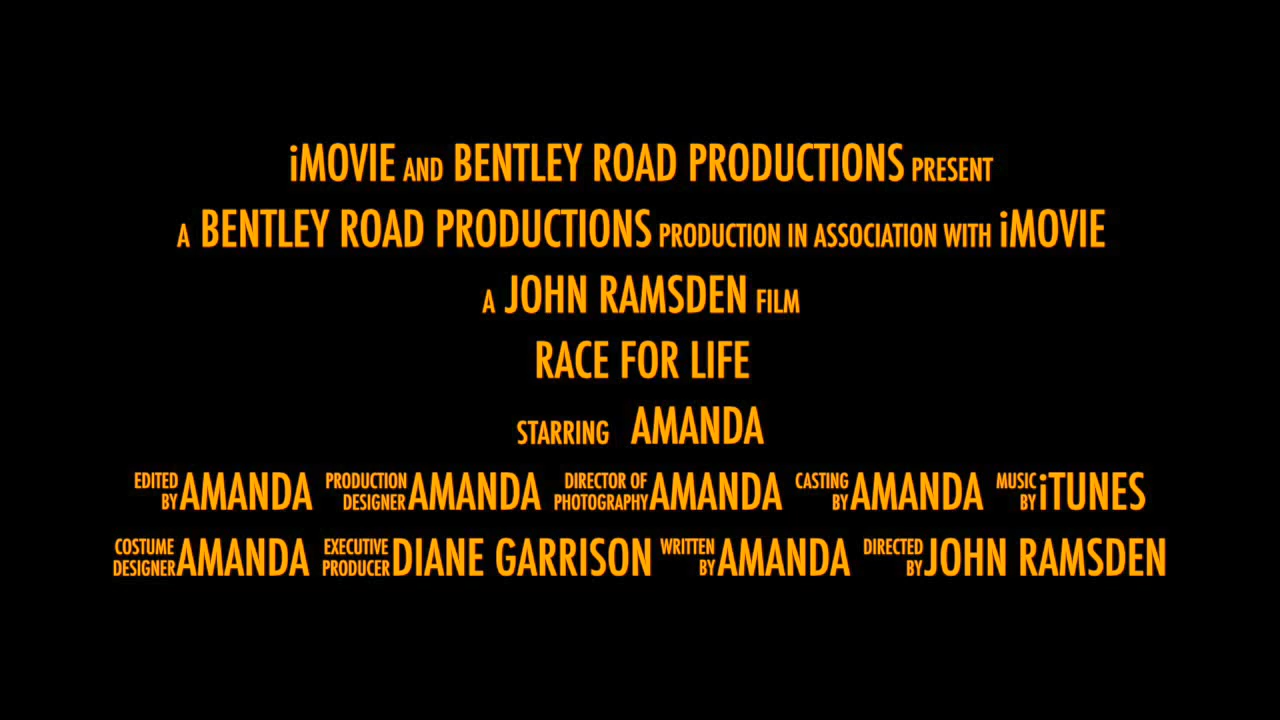 iMOVIE AND BENTLEY ROAD PRODUCTIONS PRESENT
A BENTLEY ROAD PRODUCTIONS PRODUCTION IN ASSOCIATION WITH iMOVIE
A JOHN RAMSDEN FILM
RACE FOR LIFE
STARRING AMANDA
EDITED BY AMANDA PRODUCTION DESIGNER AMANDA DIRECTOR OF PHOTOGRAPHY AMANDA CASTING BY AMANDA MUSIC BY iTUNES
COSTUME DESIGNER AMANDA EXECUTIVE PRODUCER DIANE GARRISON WRITTEN BY AMANDA DIRECTED BY JOHN RAMSDEN